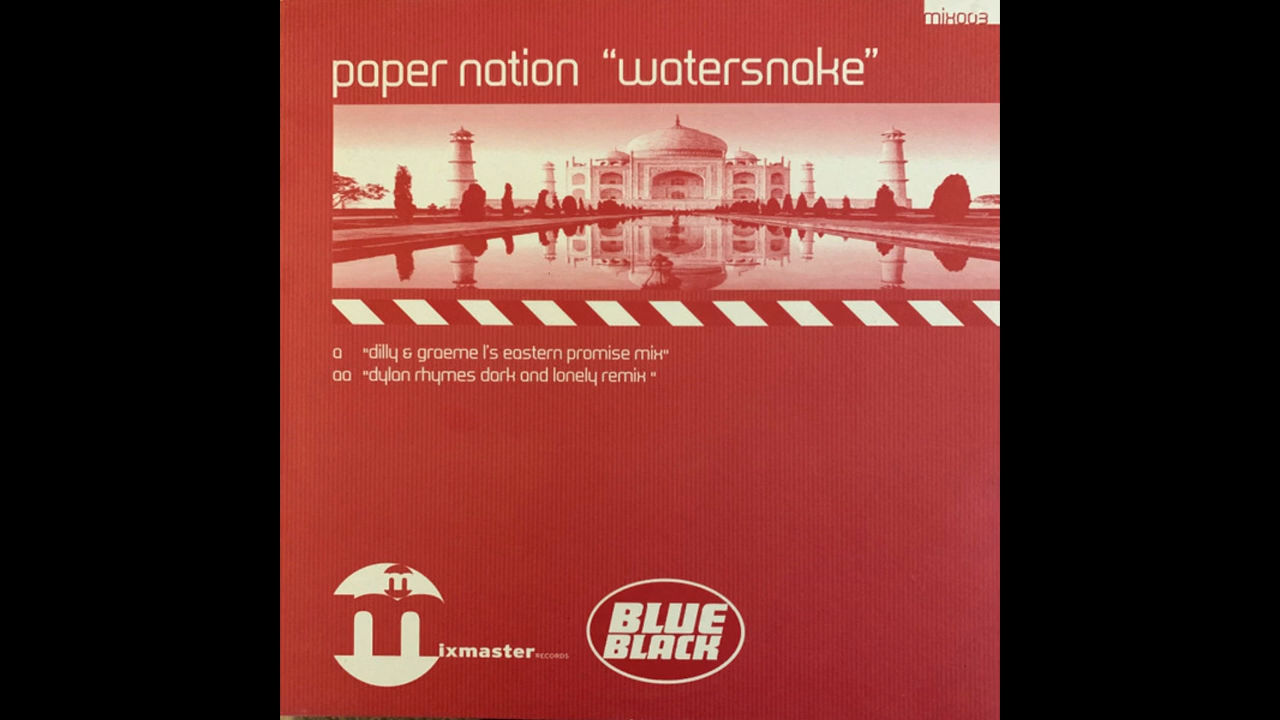 mix003
paper nation “watersnake”
a "dilly & graeme l's eastern promise mix"
aa "dylan rhymes dark and lonely remix "
mixmaster RECORDS
BLUE
BLACK